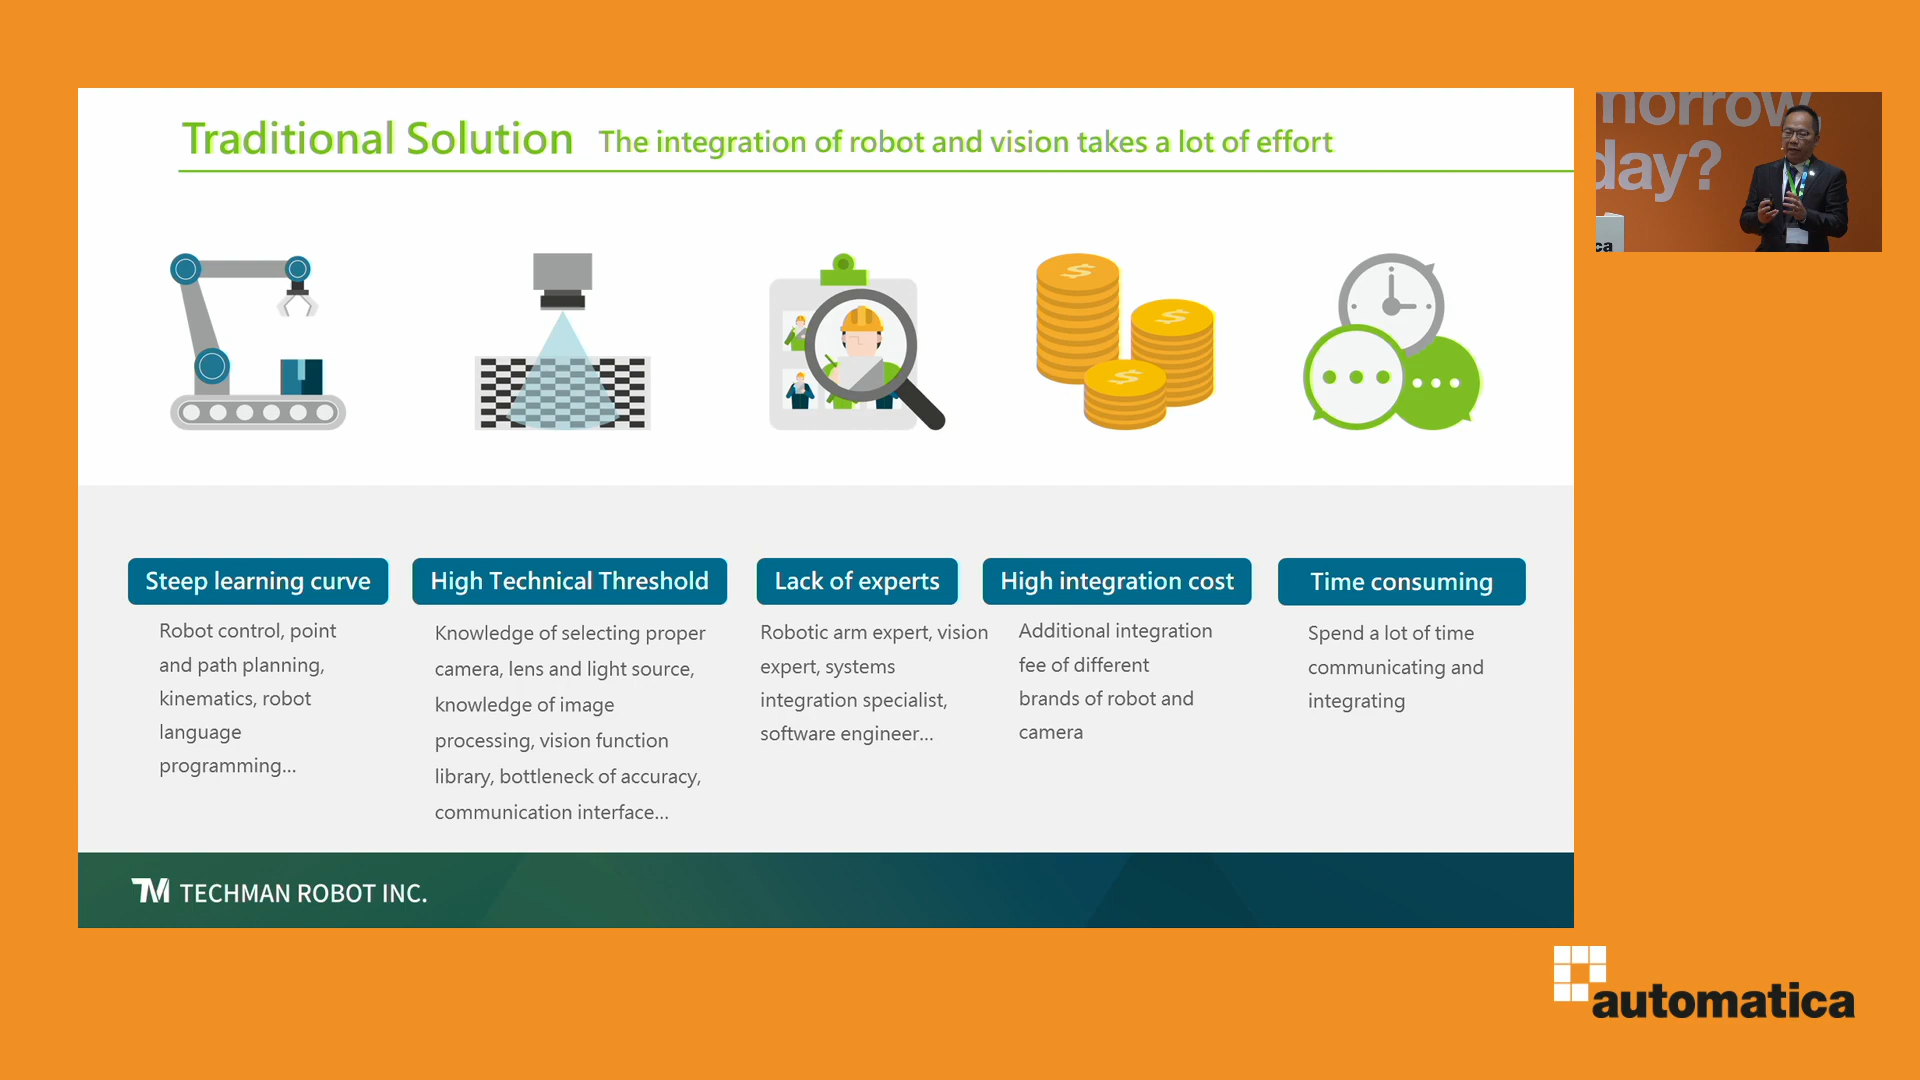 Traditional Solution The integration of robot and vision takes a lot of effort
Steep learning curve
Robot control, point
and path planning,
kinematics, robot
language
programming...
High Technical Threshold
Knowledge of selecting proper
camera, lens and light source,
knowledge of image
processing, vision function
library, bottleneck of accuracy,
communication interface...
Lack of experts
Robotic arm expert, vision
expert, systems
integration specialist,
software engineer...
High integration cost
Additional integration
fee of different
brands of robot and
camera
Time consuming
Spend a lot of time
communicating and
integrating
TM TECHMAN ROBOT INC.
morrow,
day?
ca
automatica